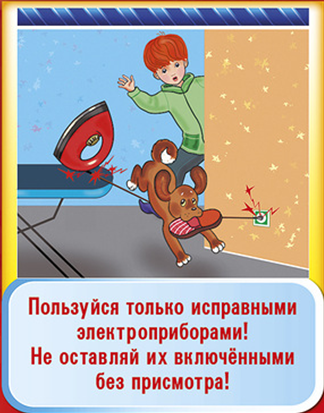 Пользуйся только исправными
электроприборами!
Не оставляй их включёнными
без присмотра!